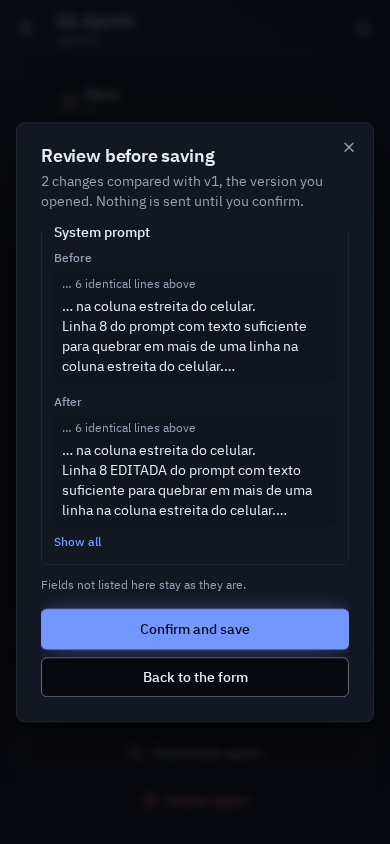 Review before saving
2 changes compared with v1, the version you
opened. Nothing is sent until you confirm.
System prompt
Before
... 6 identical lines above
... na coluna estreita do celular.
Linha 8 do prompt com texto suficiente
para quebrar em mais de uma linha na
coluna estreita do celular....
After
... 6 identical lines above
... na coluna estreita do celular.
Linha 8 EDITADA do prompt com texto
suficiente para quebrar em mais de uma
linha na coluna estreita do celular....
Show all
Fields not listed here stay as they are.
Confirm and save
Back to the form